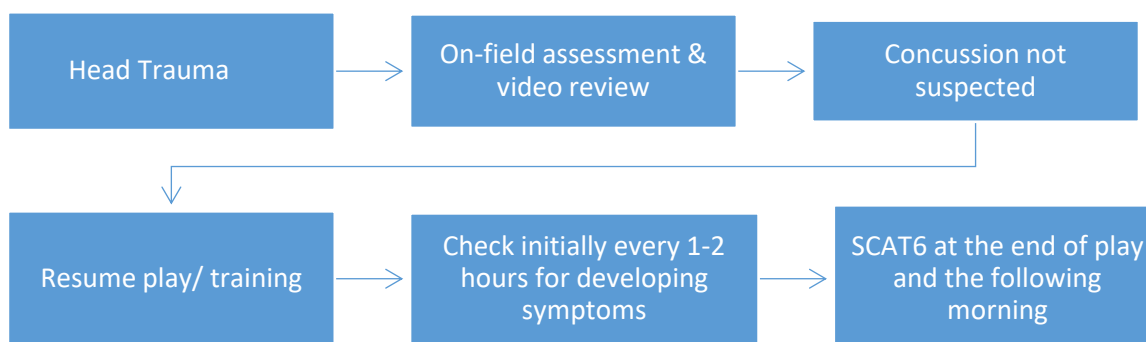 Head Trauma
On-field assessment &
video review
Concussion not
suspected
Resume play/ training
Check initially every 1-2
hours for developing
symptoms
SCAT6 at the end of play
and the following
morning